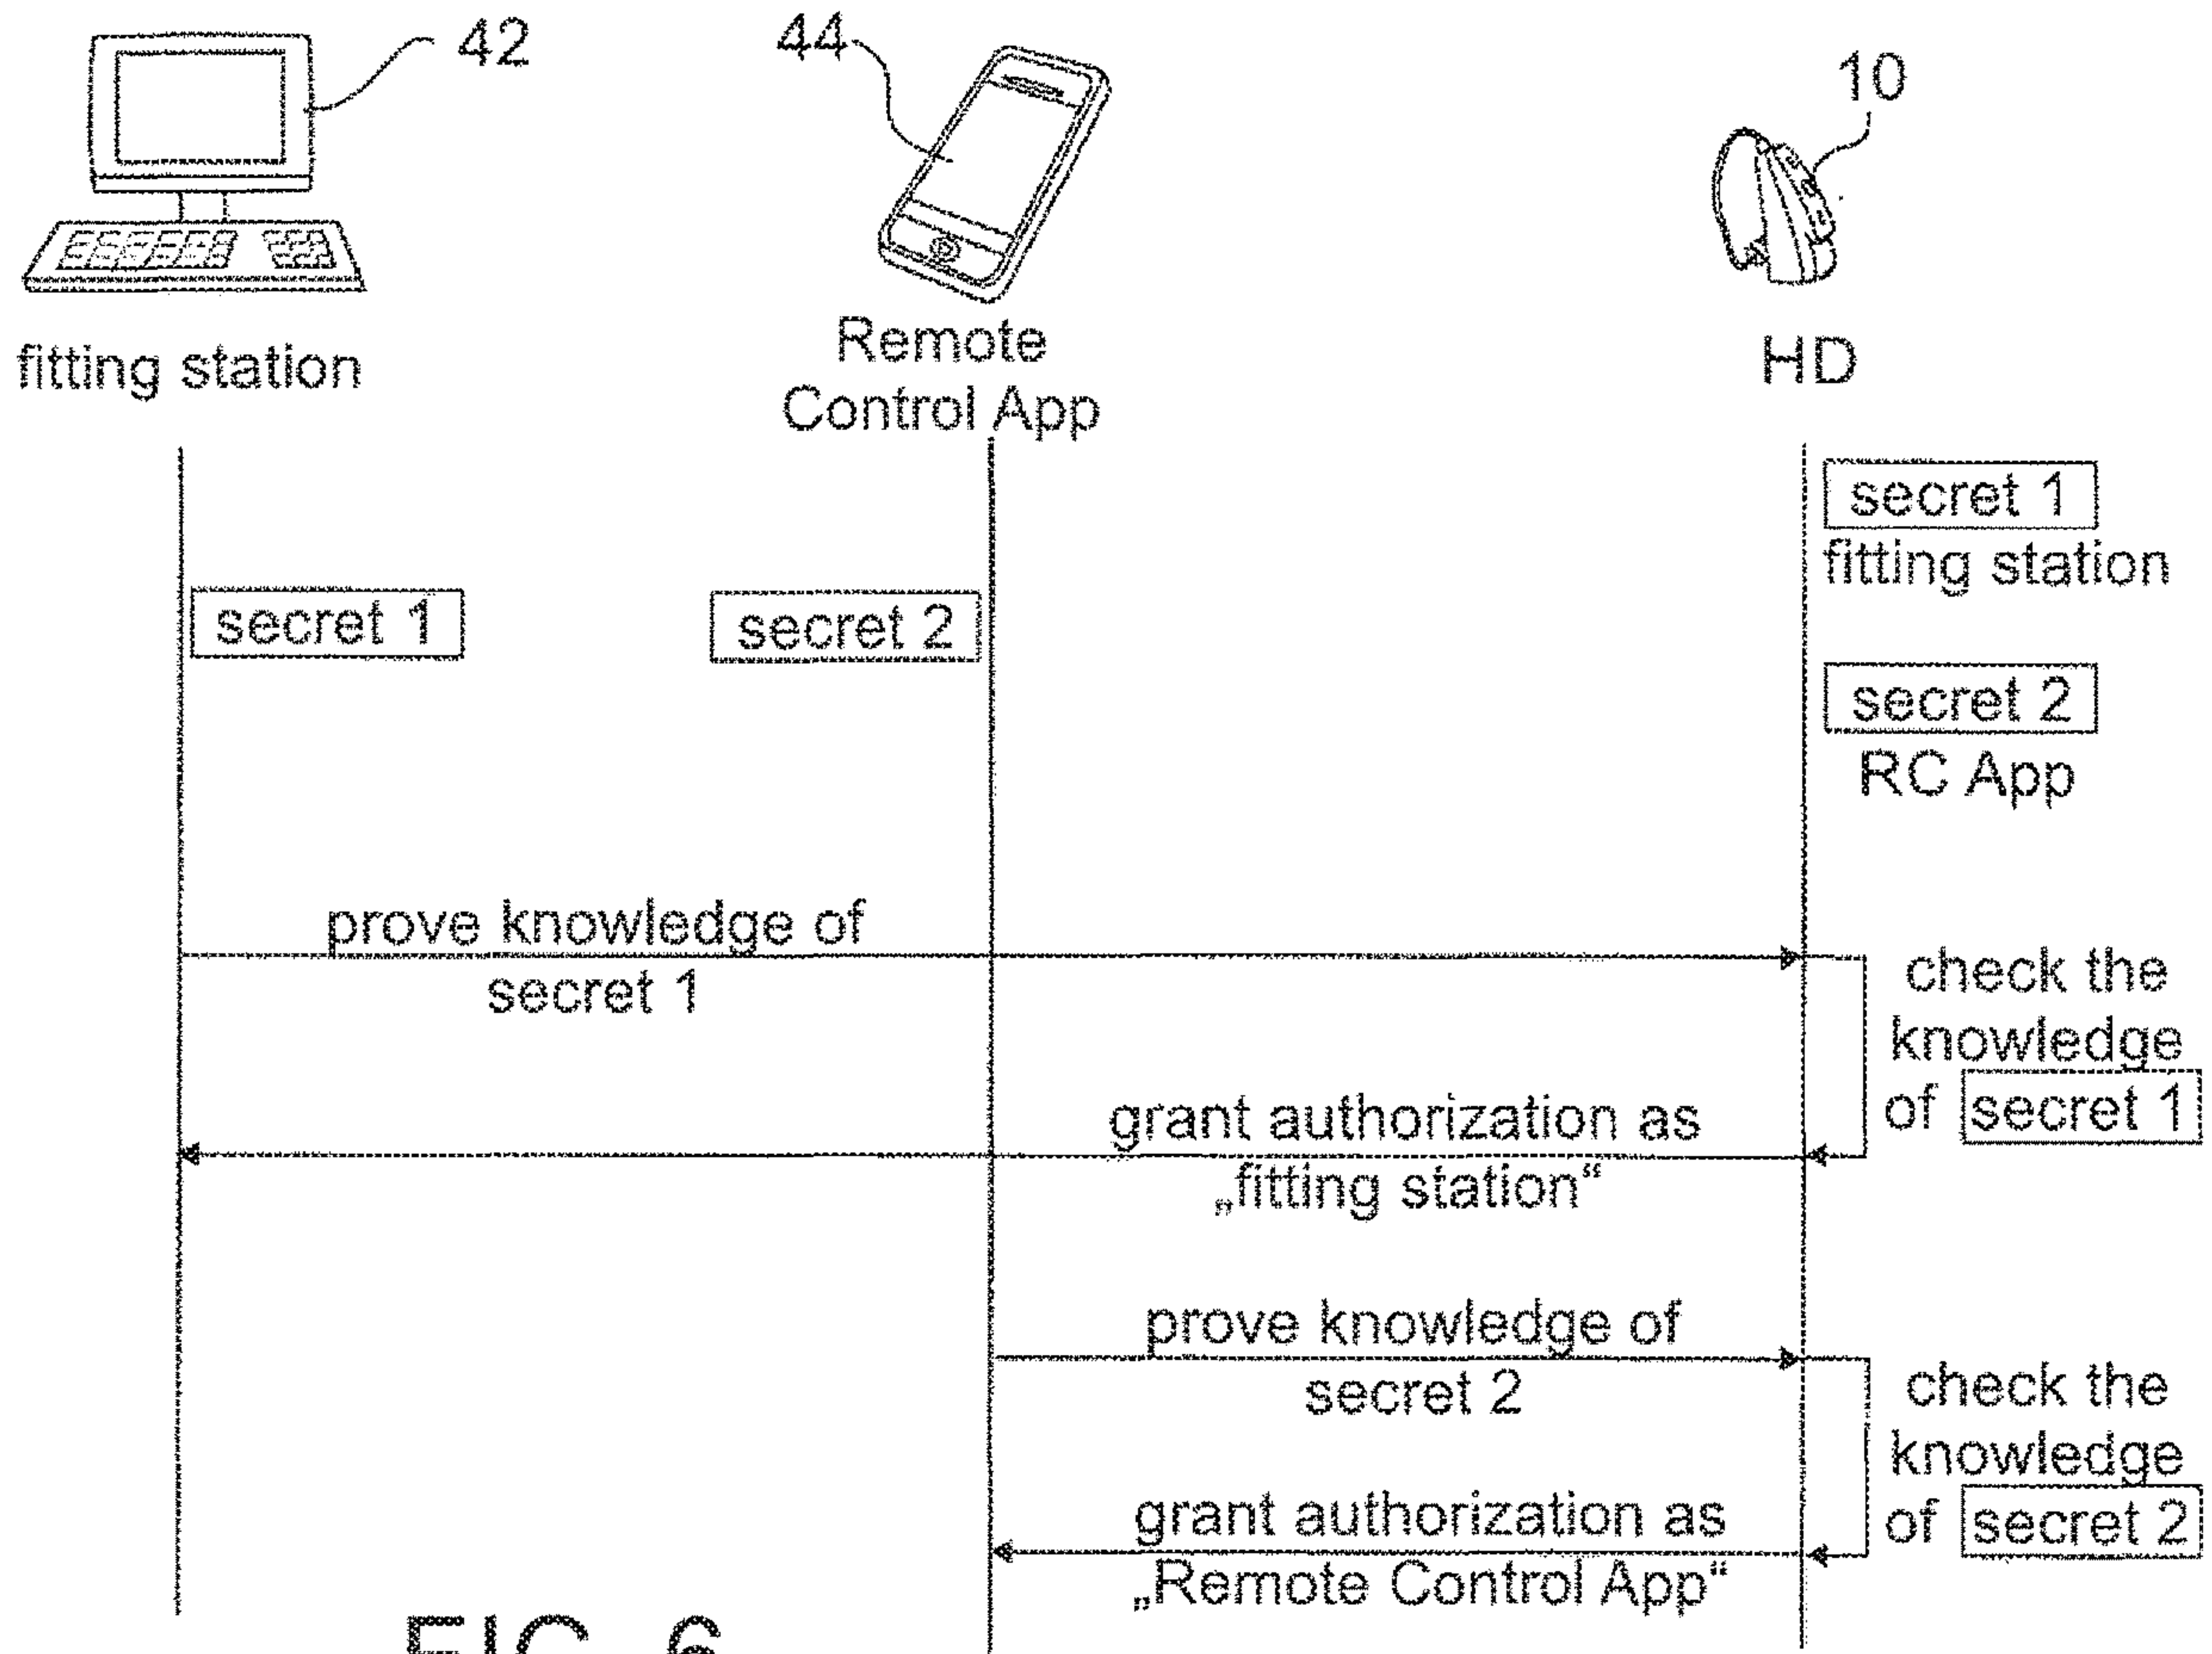 42
44
10
fitting station
Remote
Control App
HD
secret 1
fitting station
secret 1
secret 2
secret 2
RC App
prove knowledge of
secret 1
check the
knowledge
of secret 1
grant authorization as
„fitting station“
prove knowledge of
secret 2
check the
knowledge
of secret 2
grant authorization as
„Remote Control App“
FIG. 6